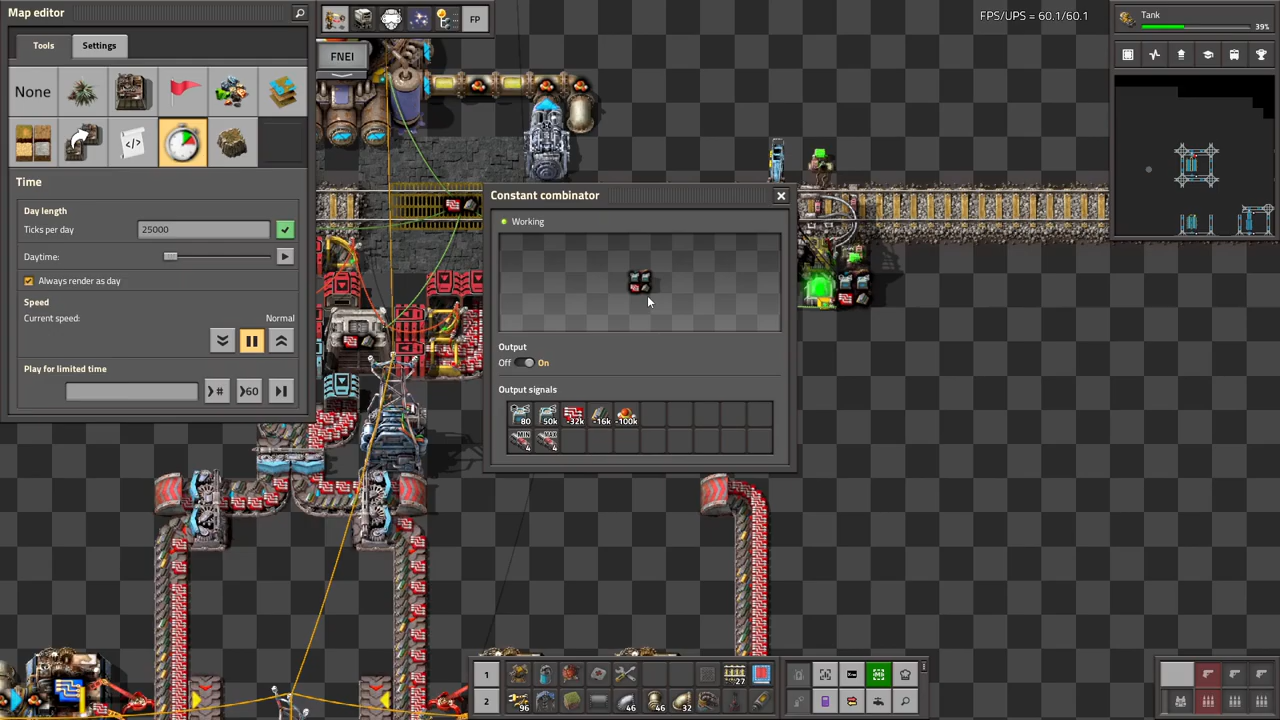 Map editor
FP
FPS/UPS = 60.1/60.1
Tank
39%
Tools
Settings
FNEI
None
</>
Time
Constant combinator
Day length
Working
Ticks per day
25000
Daytime:
Always render as day
Speed
Current speed:
Normal
Output
Off
On
Play for limited time
Output signals
>#
>60
80
50k
-32k
-16k
-100k
MIN
4
MAX
4
1
27
2
96
46
46
32